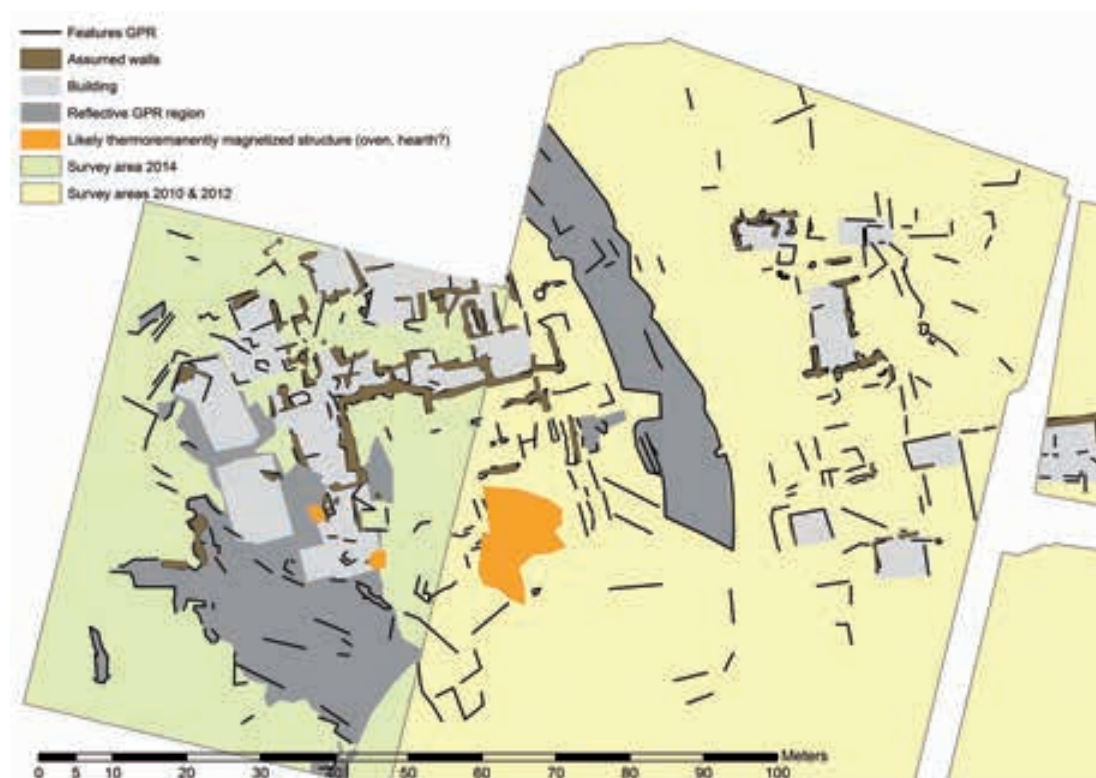 Features GPR
Assumed walls
Building
Reflective GPR region
Likely thermoremanently magnetized structure (oven, hearth?)
Survey area 2014
Survey areas 2010 & 2012
Meters
0 5 10 20 30 40 50 60 70 80 90 100